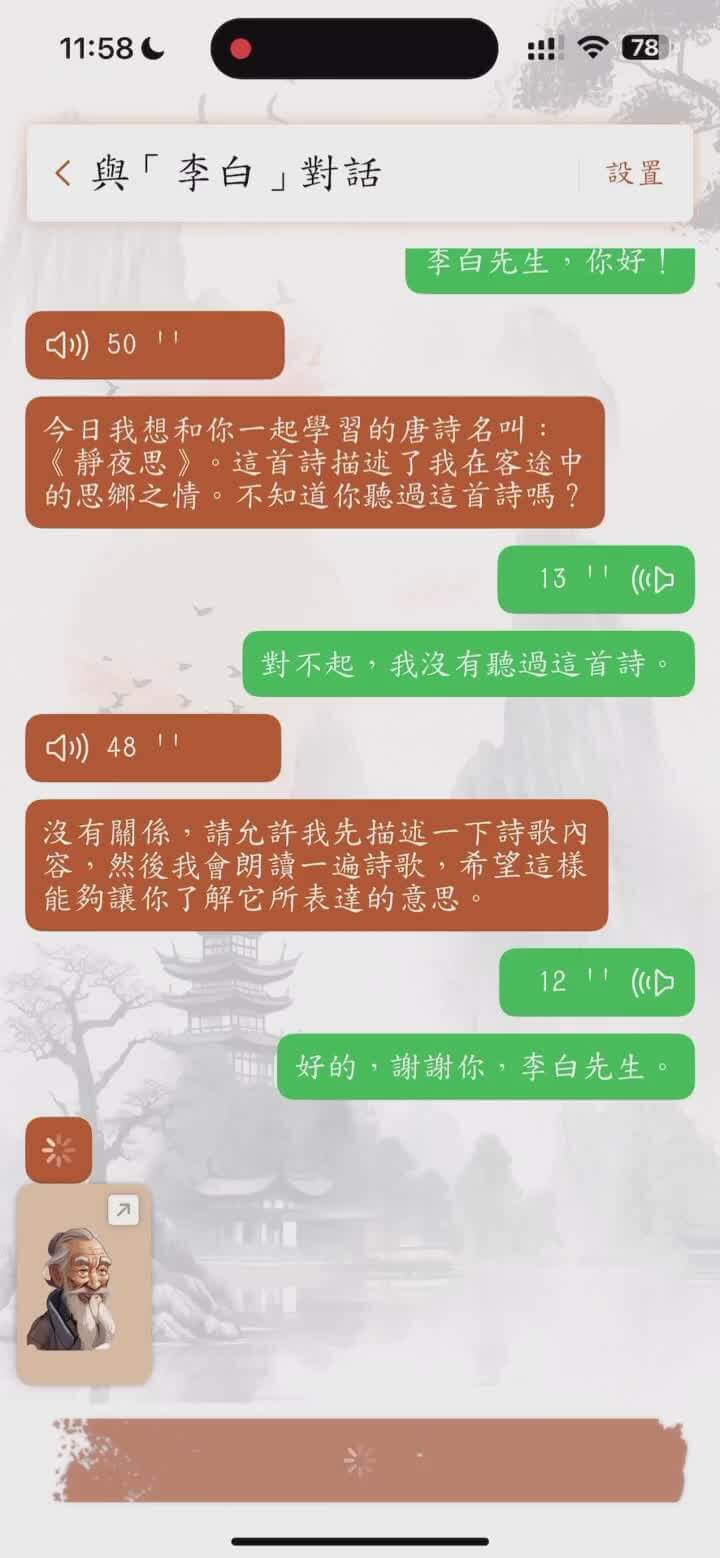 11:58
78
與「李白」對話
設置
李白先生，你好！
50 ''
今日我想和你一起學習的唐詩名叫：
《靜夜思》。這首詩描述了我在客途中
的思鄉之情。不知道你聽過這首詩嗎？
13 ''
對不起，我沒有聽過這首詩。
48 ''
沒有關係，請允許我先描述一下詩歌內
容，然後我會朗讀一遍詩歌，希望這樣
能夠讓你了解它所表達的意思。
12 ''
好的，謝謝你，李白先生。